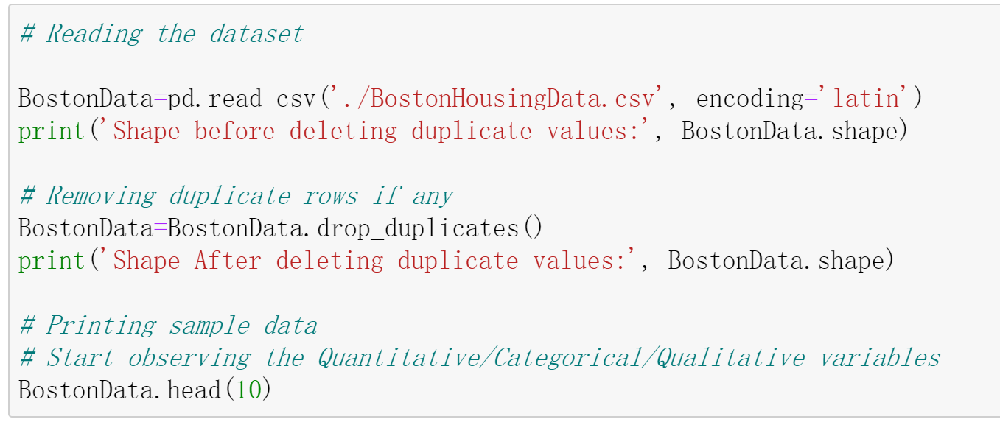 # Reading the dataset
BostonData=pd.read_csv('./BostonHousingData.csv', encoding='latin')
print('Shape before deleting duplicate values:', BostonData.shape)
# Removing duplicate rows if any
BostonData=BostonData.drop_duplicates()
print('Shape After deleting duplicate values:', BostonData.shape)
# Printing sample data
# Start observing the Quantitative/Categorical/Qualitative variables
BostonData.head(10)